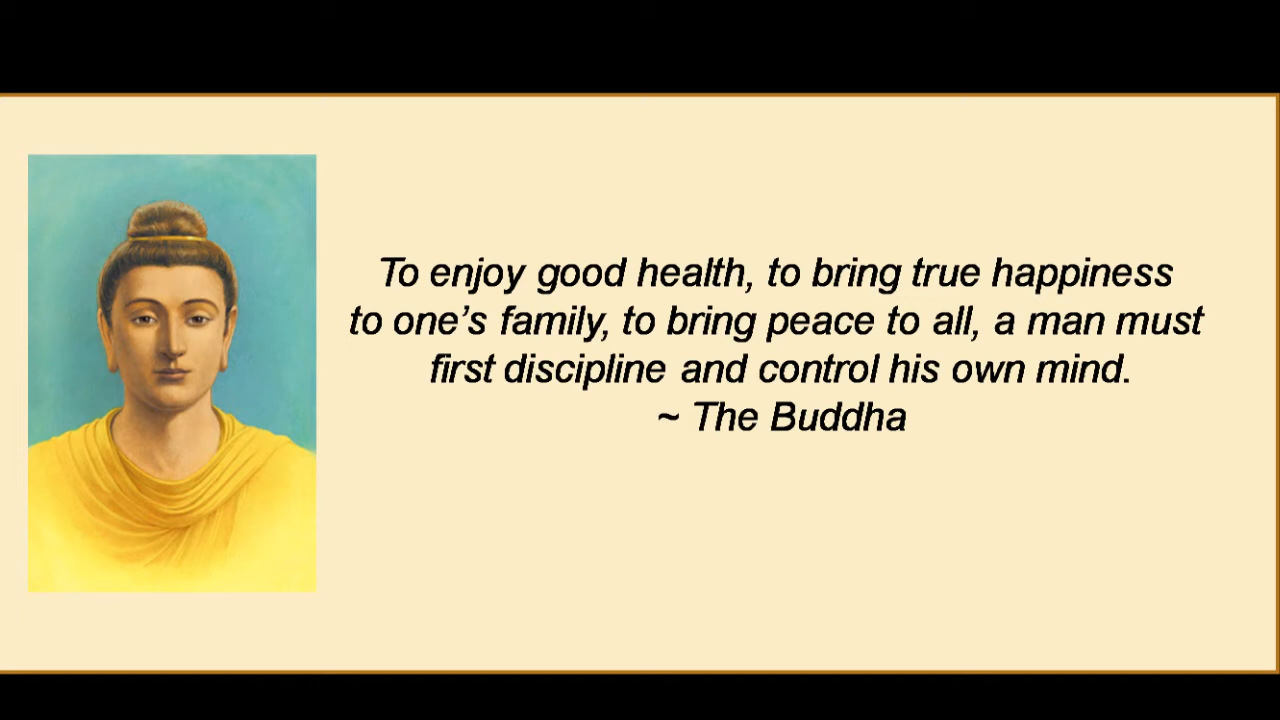 To enjoy good health, to bring true happiness
to one’s family, to bring peace to all, a man must
first discipline and control his own mind.
~ The Buddha